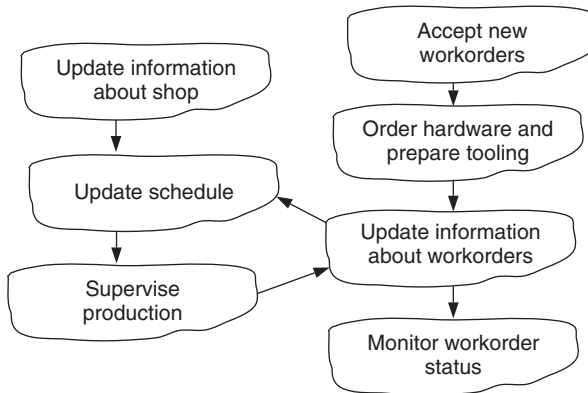 Update information
about shop
Update schedule
Supervise
production
Accept new
workorders
Order hardware and
prepare tooling
Update information
about workorders
Monitor workorder
status